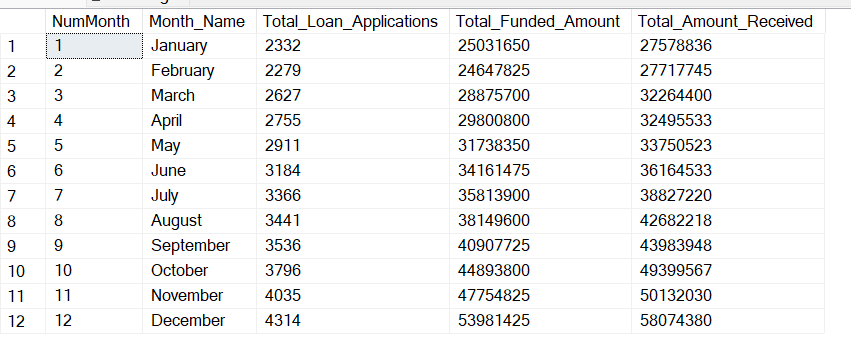 NumMonth Month_Name Total_Loan_Applications Total_Funded_Amount Total_Amount_Received
1 1 January 2332 25031650 27578836
2 2 February 2279 24647825 27717745
3 3 March 2627 28875700 32264400
4 4 April 2755 29800800 32495533
5 5 May 2911 31738350 33750523
6 6 June 3184 34161475 36164533
7 7 July 3366 35813900 38827220
8 8 August 3441 38149600 42682218
9 9 September 3536 40907725 43983948
10 10 October 3796 44893800 49399567
11 11 November 4035 47754825 50132030
12 12 December 4314 53981425 58074380